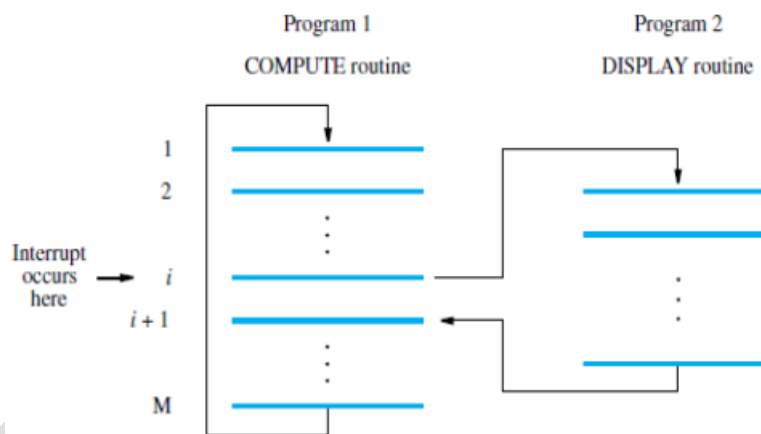 Program 1
COMPUTE routine
Program 2
DISPLAY routine
1
2
Interrupt
occurs
here
i
i + 1
M